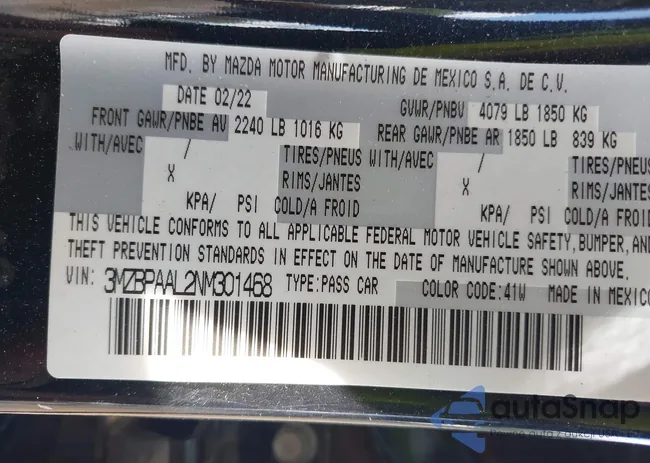 MFD. BY MAZDA MOTOR MANUFACTURING DE MEXICO S.A. DE C.V.
DATE 02/22 GVWR/PNBV 4079 LB 1850 KG
FRONT GAWR/PNBE AV 2240 LB 1016 KG REAR GAWR/PNBE AR 1850 LB 839 KG
WITH/AVEC / TIRES/PNEUS WITH/AVEC / TIRES/PNEUS
X RIMS/JANTES X RIMS/JANTES
KPA/ PSI COLD/A FROID KPA/ PSI COLD/A FROID
THIS VEHICLE CONFORMS TO ALL APPLICABLE FEDERAL MOTOR VEHICLE SAFETY, BUMPER, AND
THEFT PREVENTION STANDARDS IN EFFECT ON THE DATE OF MANUFACTURE SHOWN ABOVE.
VIN: 3MZBPAAL2NM301468 TYPE:PASS CAR COLOR CODE:41W MADE IN MEXICO
autoSnap